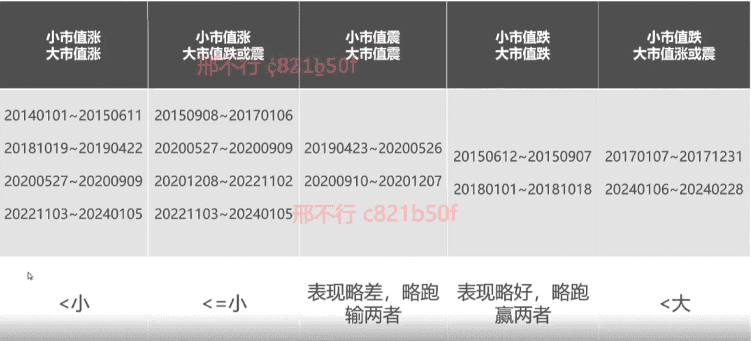 小市值涨
大市值涨
小市值涨
大市值跌或震
小市值震
大市值震
小市值跌
大市值跌
小市值跌
大市值涨或震
邢不行 c821b50f
20140101~20150611
20181019~20190422
20200527~20200909
20221103~20240105
20150908~20170106
20200527~20200909
20201208~20221102
20221103~20240105
20190423~20200526
20200910~20201207
20150612~20150907
20180101~20181018
20170107~20171231
20240106~20240228
邢不行 c821b50f
<小
<=小
表现略差，略跑
输两者
表现略好，略跑
赢两者
<大